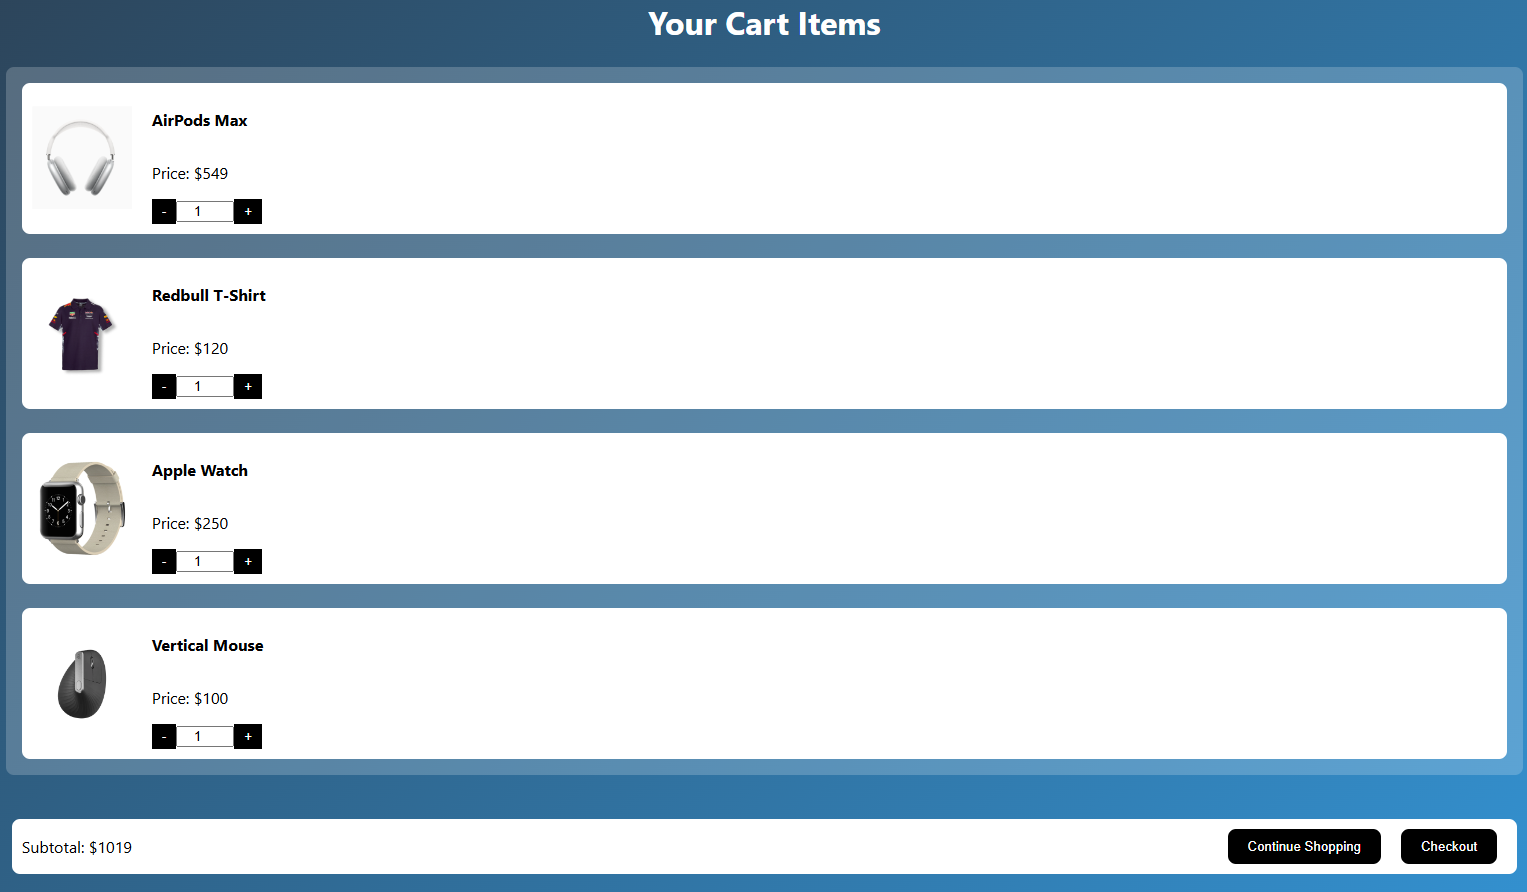 Your Cart Items
AirPods Max
Price: $549
- 1 +
Redbull T-Shirt
Price: $120
- 1 +
Apple Watch
Price: $250
- 1 +
Vertical Mouse
Price: $100
- 1 +
Subtotal: $1019 Continue Shopping Checkout